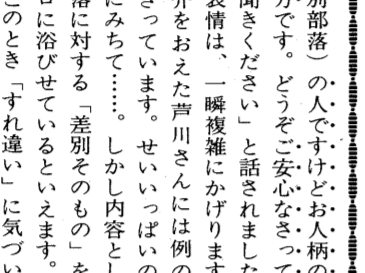 別部落）の人ですけどお人柄の
方です。どうぞご安心なさって
聞きください」と話されました
表情は、一瞬複雑にかげります
介をおえた芦川さんには例の
さっています。せいいっぱいの
にみちて……。しかし内容とし
落に対する「差別そのもの」を
ロに浴びせているといえます。
このとき「すれ違い」に気づい